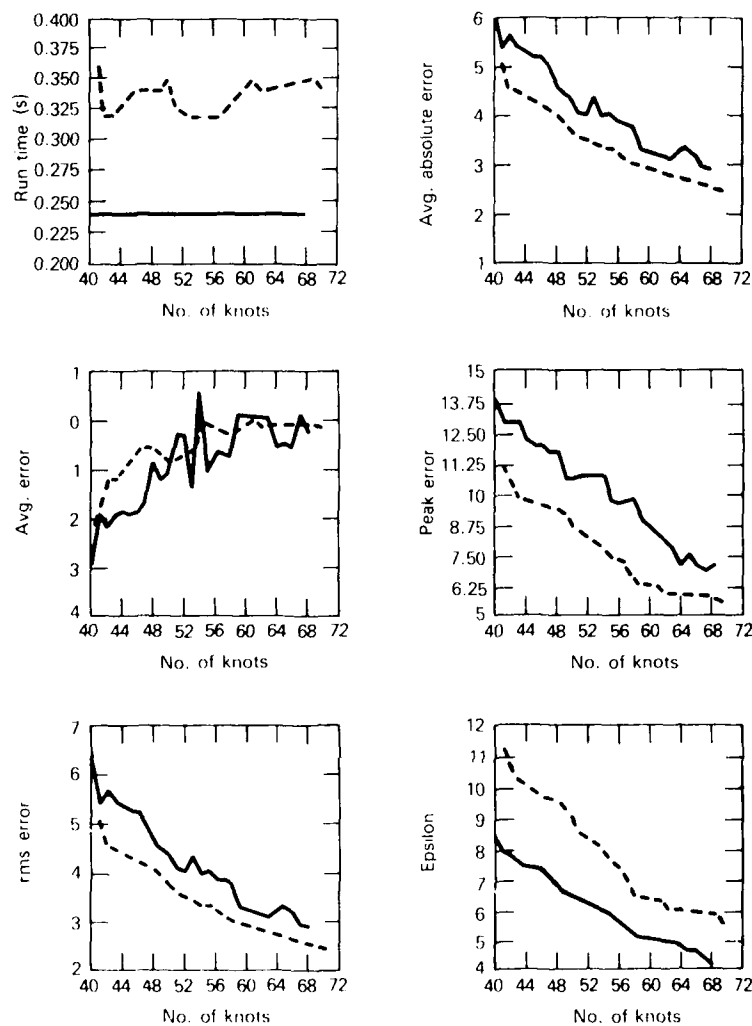 0.400
0.375
0.350
0.325
0.300
0.275
0.250
0.225
0.200
Run time (s)
40 44 48 52 56 60 64 68 72
No. of knots
6
5
4
3
2
1
Avg. absolute error
40 44 48 52 56 60 64 68 72
No. of knots
1
0
1
2
3
4
Avg. error
40 44 48 52 56 60 64 68 72
No. of knots
15
13.75
12.50
11.25
10
8.75
7.50
6.25
5
Peak error
40 44 48 52 56 60 64 68 72
No. of knots
7
6
5
4
3
2
rms error
40 44 48 52 56 60 64 68 72
No. of knots
12
11
10
9
8
7
6
5
4
Epsilon
40 44 48 52 56 60 64 68 72
No. of knots